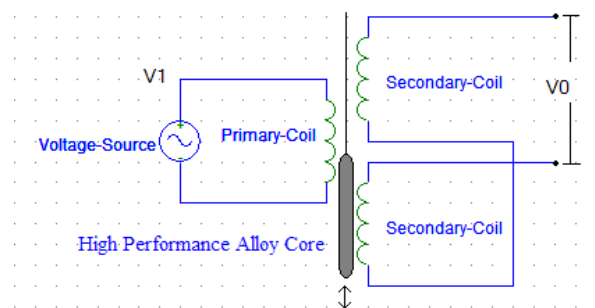 V1
Voltage-Source
Primary-Coil
Secondary-Coil
V0
Secondary-Coil
High Performance Alloy Core